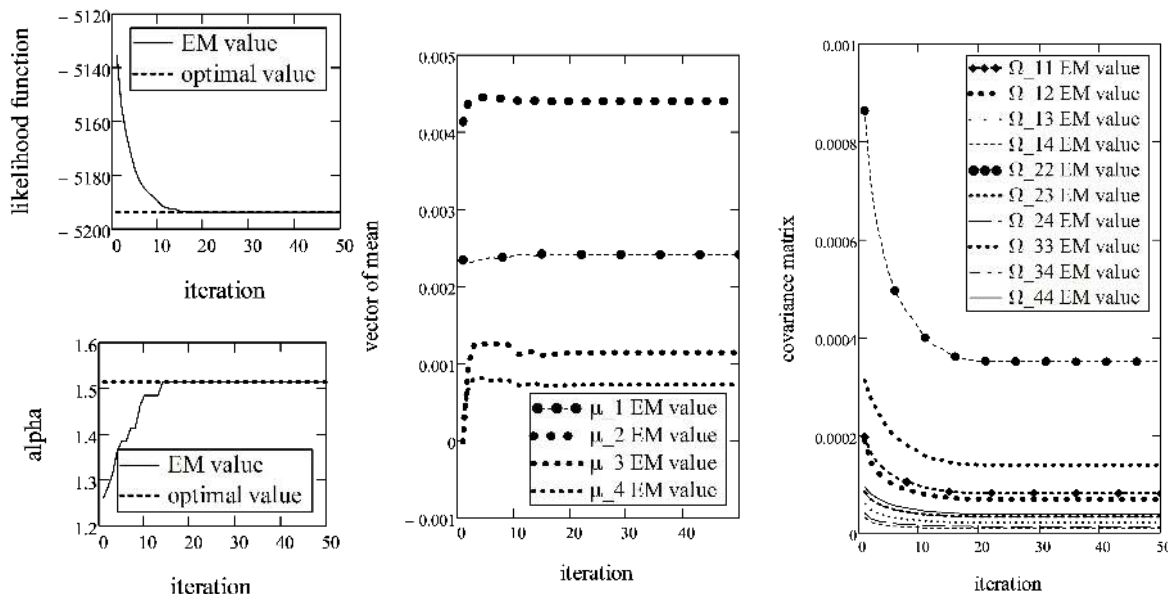 likelihood function
− 5120
− 5140
− 5160
− 5180
− 5200
EM value
optimal value
0 10 20 30 40 50
iteration
alpha
1.6
1.5
1.4
1.3
1.2
EM value
optimal value
0 10 20 30 40 50
iteration
vector of mean
0.005
0.004
0.003
0.002
0.001
0
− 0.001
μ_1 EM value
μ_2 EM value
μ_3 EM value
μ_4 EM value
0 10 20 30 40 50
iteration
covariance matrix
0.001
0.0008
0.0006
0.0004
0.0002
0
Ω_11 EM value
Ω_12 EM value
Ω_13 EM value
Ω_14 EM value
Ω_22 EM value
Ω_23 EM value
Ω_24 EM value
Ω_33 EM value
Ω_34 EM value
Ω_44 EM value
0 10 20 30 40 50
iteration